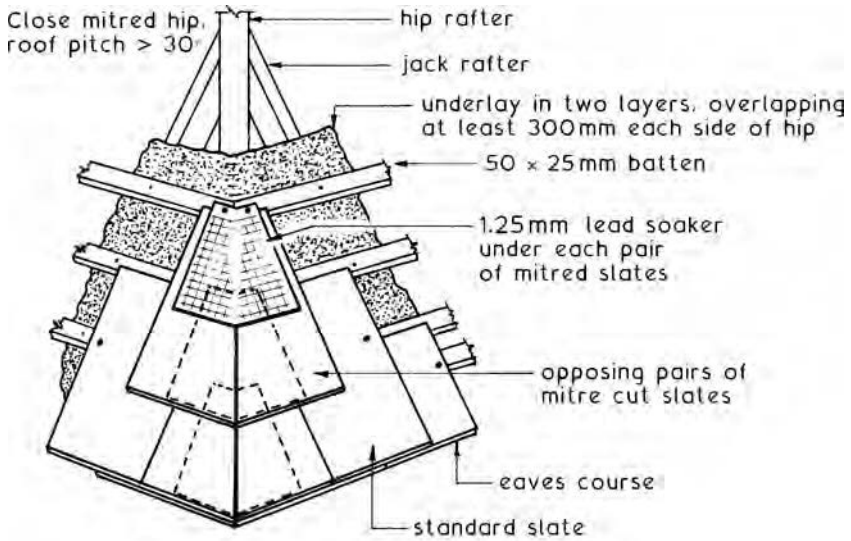 Close mitred hip,
roof pitch > 30°
hip rafter
jack rafter
underlay in two layers, overlapping
at least 300mm each side of hip
50 × 25mm batten
1.25mm lead soaker
under each pair
of mitred slates
opposing pairs of
mitre cut slates
eaves course
standard slate